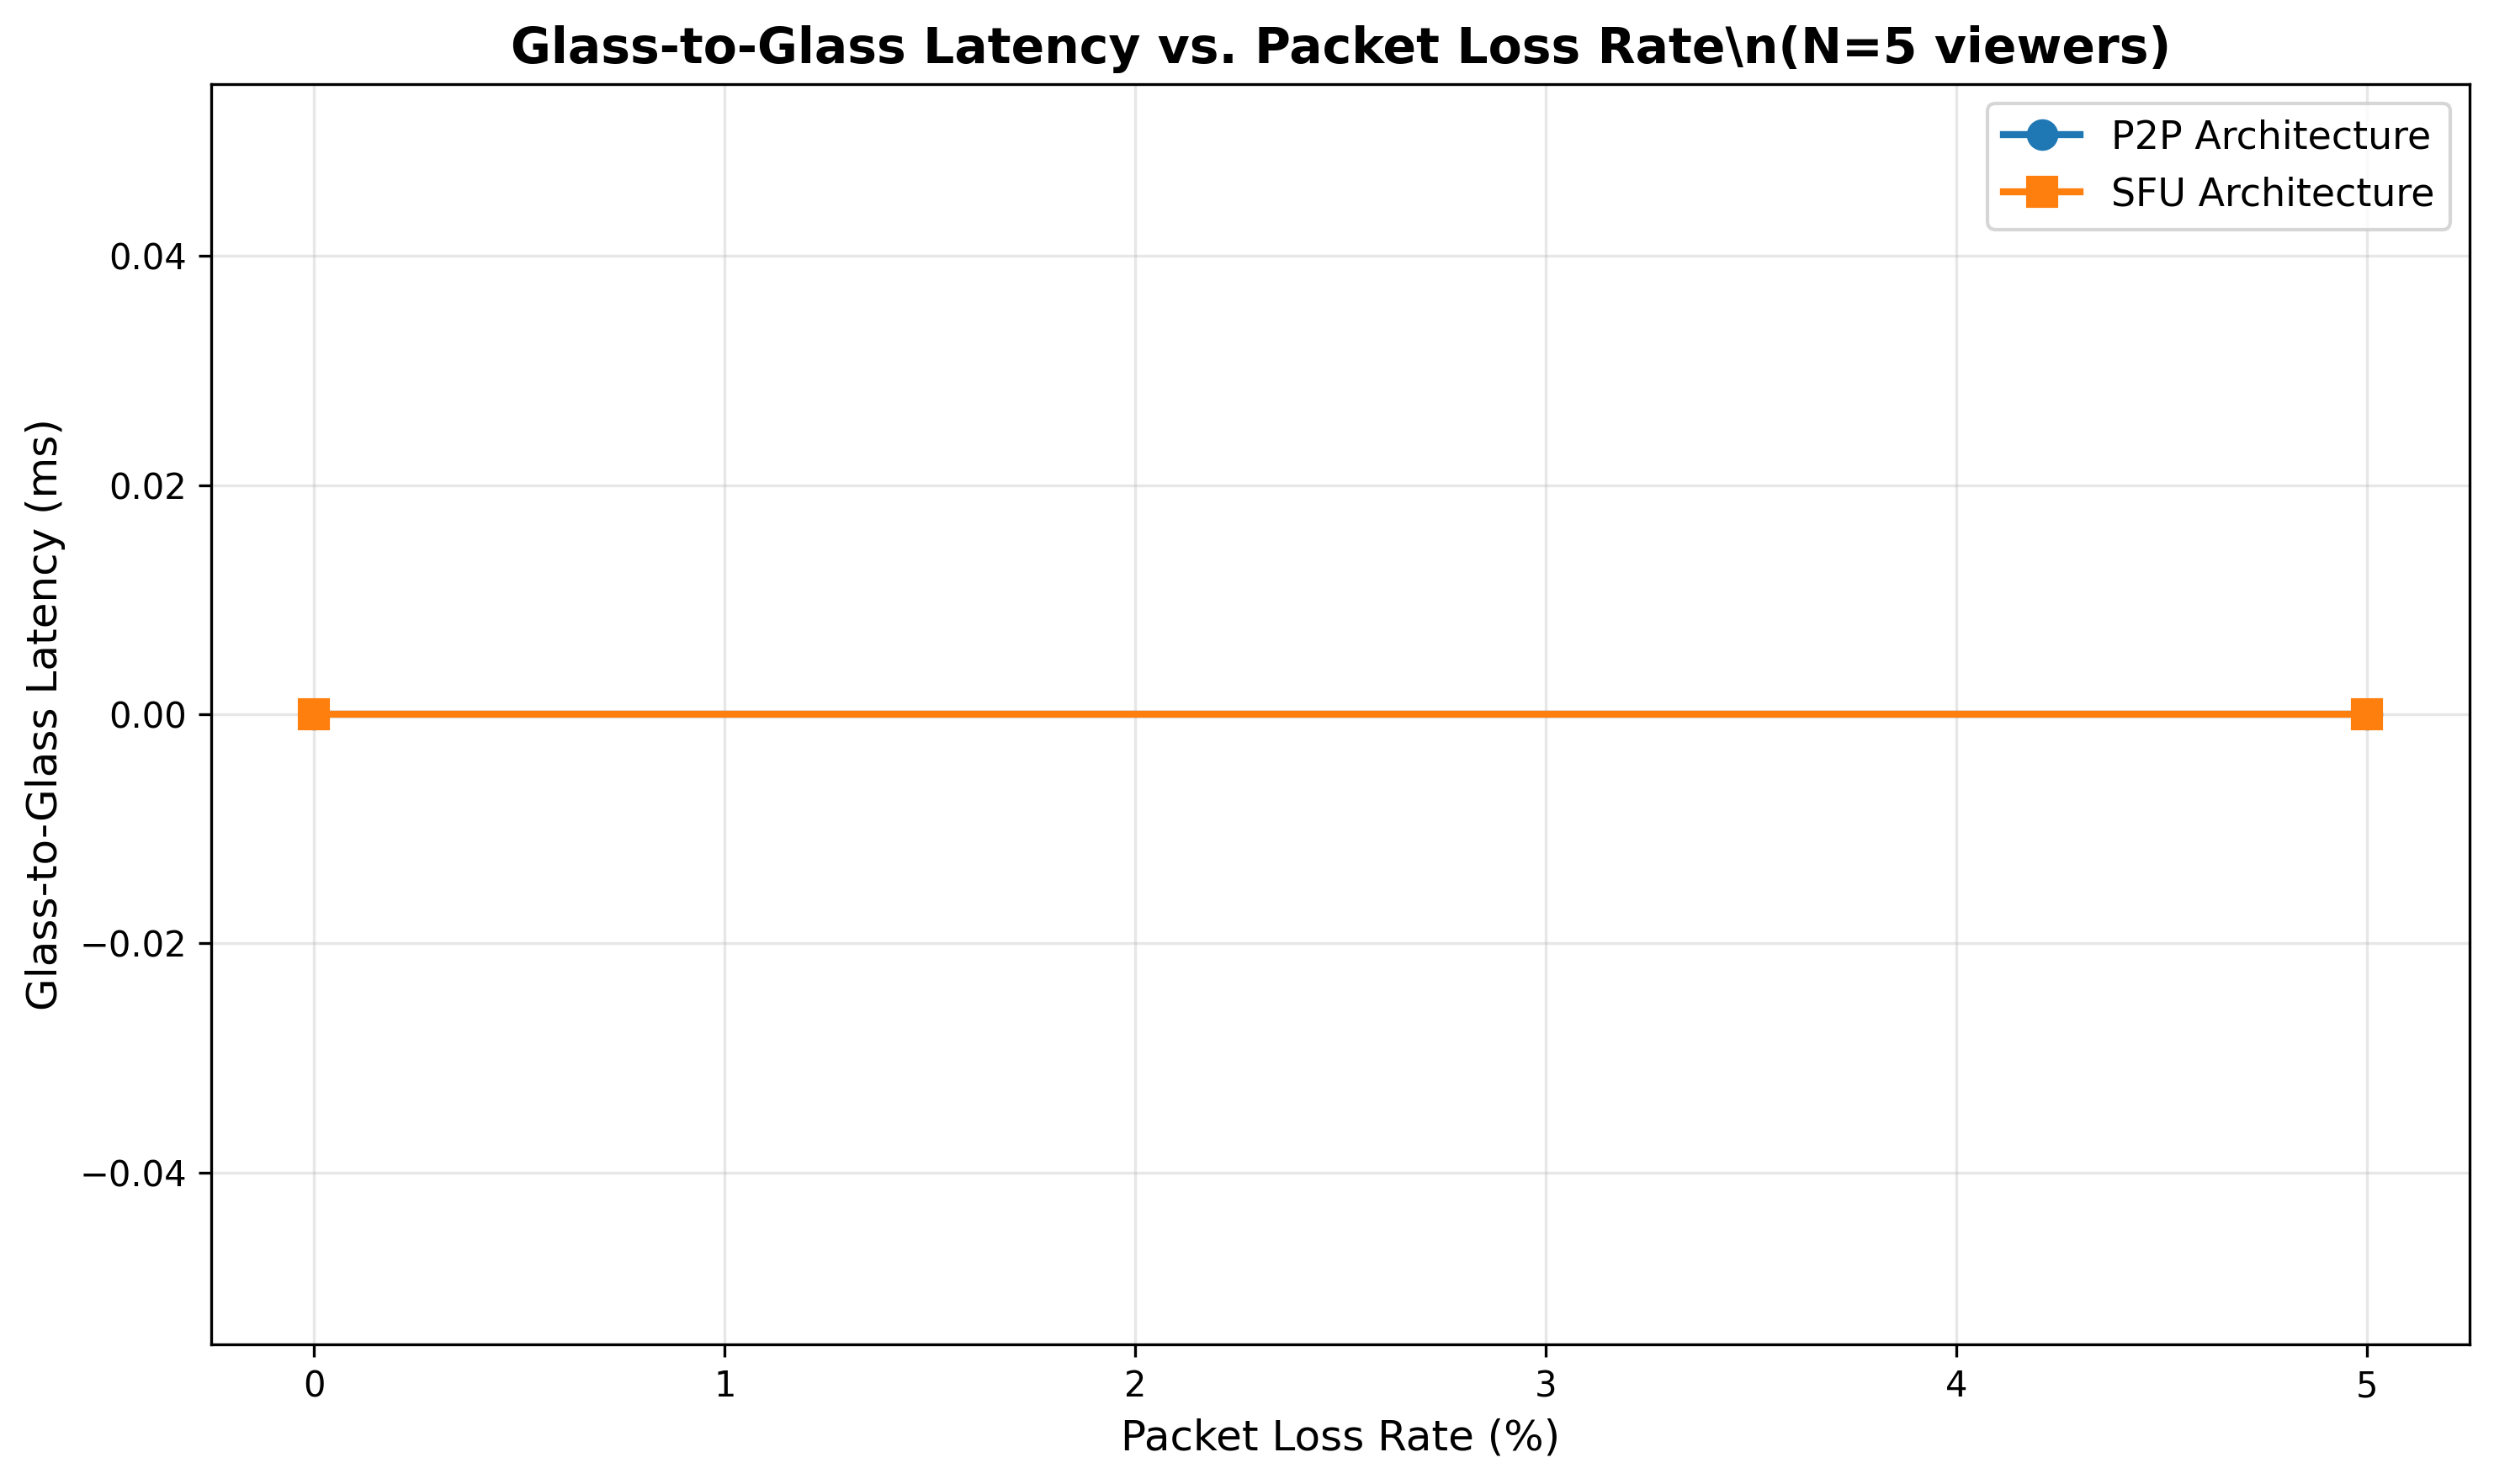 Glass-to-Glass Latency vs. Packet Loss Rate\n(N=5 viewers)
P2P Architecture
SFU Architecture
Glass-to-Glass Latency (ms)
0.04
0.02
0.00
−0.02
−0.04
0
1
2
3
4
5
Packet Loss Rate (%)